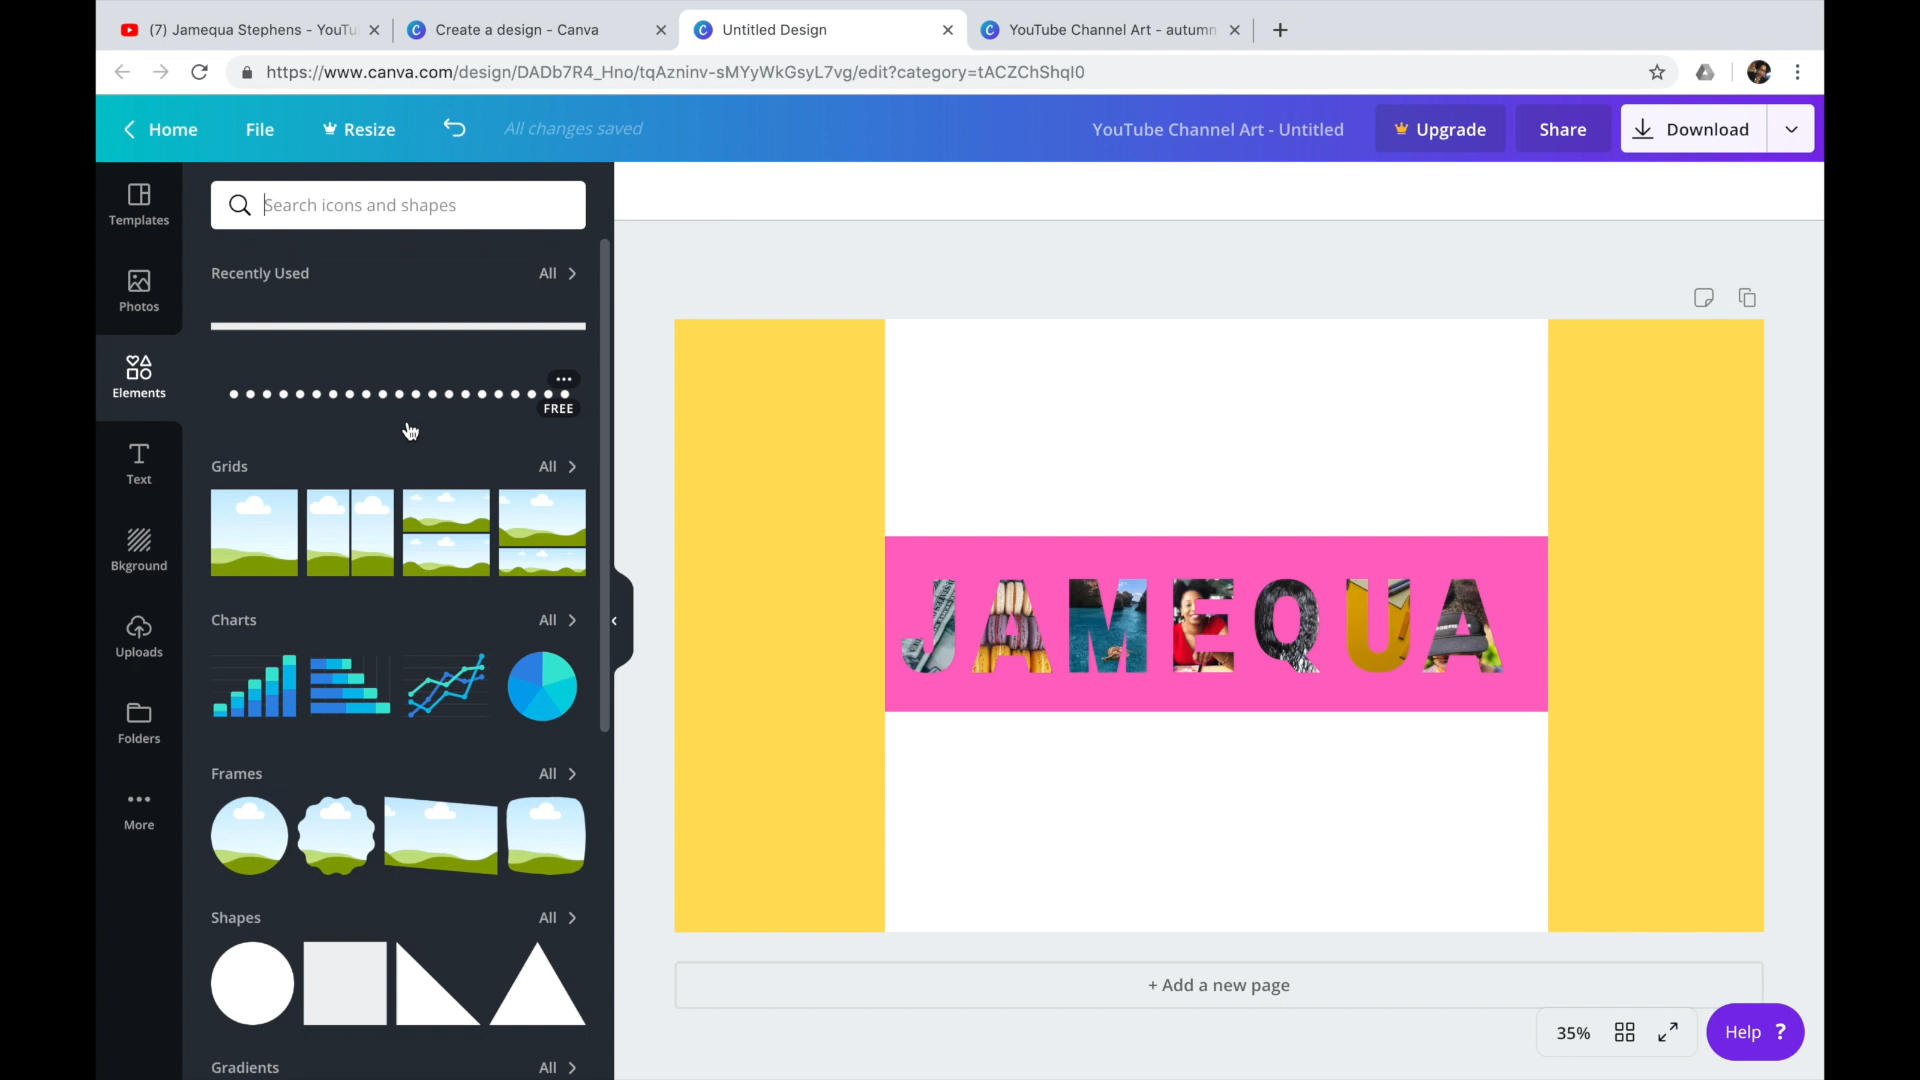 (7) Jamequa Stephens - YouTu
Create a design - Canva
Untitled Design
YouTube Channel Art - autumn
https://www.canva.com/design/DADb7R4_Hno/tqAzninv-sMYyWkGsyL7vg/edit?category=tACZChShqI0
Home
File
Resize
All changes saved
YouTube Channel Art - Untitled
Upgrade
Share
Download
Templates
Photos
Elements
Text
Bkground
Uploads
Folders
More
Search icons and shapes
Recently Used
All
FREE
Grids
All
Charts
All
Frames
All
Shapes
All
Gradients
All
JAMEQUA
+ Add a new page
35%
Help ?